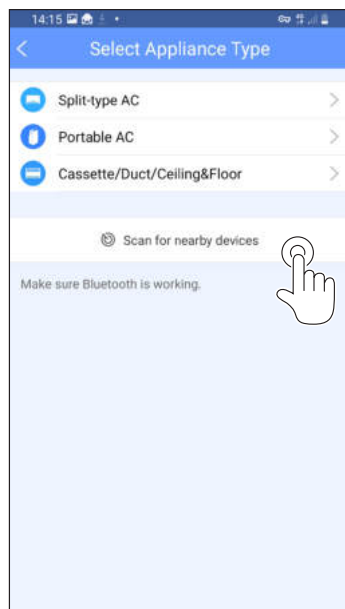 14:15
Select Appliance Type
Split-type AC
Portable AC
Cassette/Duct/Ceiling&Floor
Scan for nearby devices
Make sure Bluetooth is working.